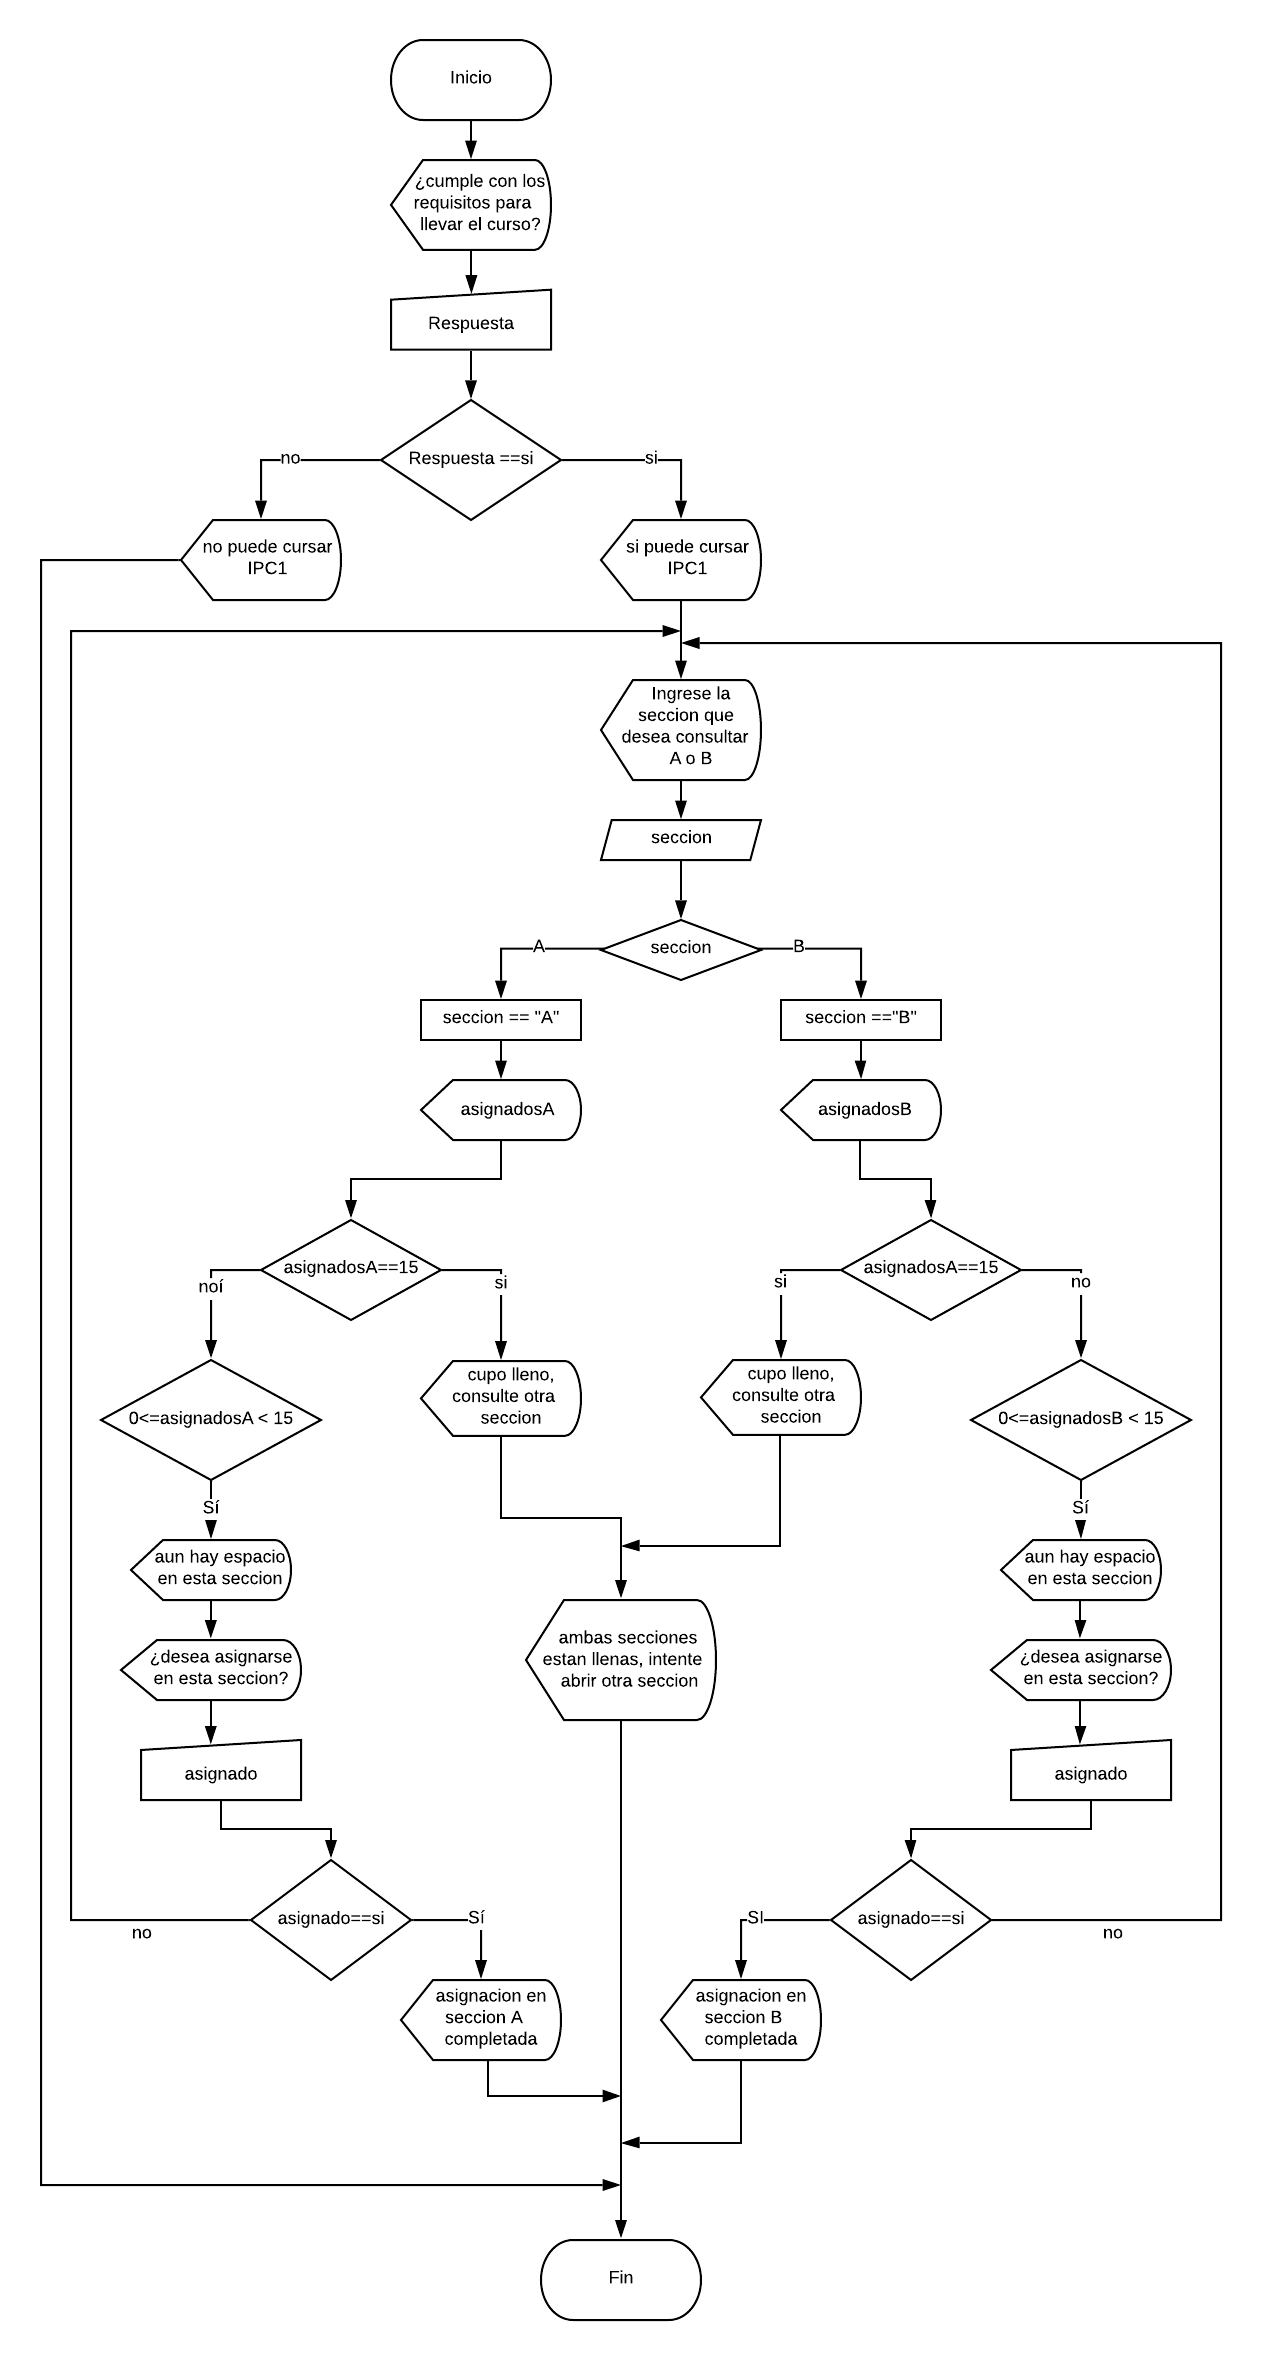 Inicio
¿cumple con los
requisitos para
llevar el curso?
Respuesta
Respuesta ==si
no
si
no puede cursar
IPC1
si puede cursar
IPC1
Ingrese la
seccion que
desea consultar
A o B
seccion
seccion
A
B
seccion == "A"
seccion =="B"
asignadosA
asignadosB
asignadosA==15
asignadosA==15
noí
si
si
no
cupo lleno,
consulte otra
seccion
cupo lleno,
consulte otra
seccion
0<=asignadosA < 15
0<=asignadosB < 15
Sí
Sí
aun hay espacio
en esta seccion
aun hay espacio
en esta seccion
ambas secciones
estan llenas, intente
abrir otra seccion
¿desea asignarse
en esta seccion?
¿desea asignarse
en esta seccion?
asignado
asignado
asignado==si
asignado==si
no
Sí
SI
no
asignacion en
seccion A
completada
asignacion en
seccion B
completada
Fin